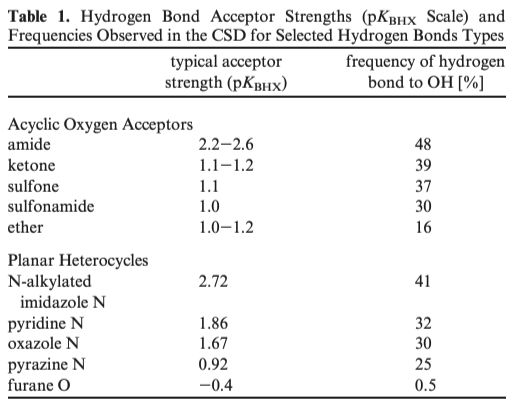 Table 1. Hydrogen Bond Acceptor Strengths (pKBHX Scale) and
Frequencies Observed in the CSD for Selected Hydrogen Bonds Types
typical acceptor strength (pKBHX) frequency of hydrogen bond to OH [%]
Acyclic Oxygen Acceptors
amide 2.2−2.6 48
ketone 1.1−1.2 39
sulfone 1.1 37
sulfonamide 1.0 30
ether 1.0−1.2 16
Planar Heterocycles
N-alkylated 2.72 41
imidazole N
pyridine N 1.86 32
oxazole N 1.67 30
pyrazine N 0.92 25
furane O −0.4 0.5